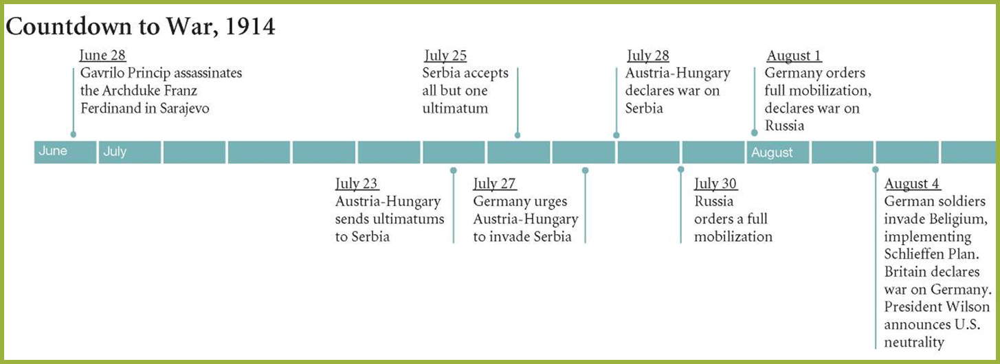 Countdown to War, 1914
June 28
Gavrilo Princip assassinates
the Archduke Franz
Ferdinand in Sarajevo
July 25
Serbia accepts
all but one
ultimatum
July 28
Austria-Hungary
declares war on
Serbia
August 1
Germany orders
full mobilization,
declares war on
Russia
June
July
August
July 23
Austria-Hungary
sends ultimatums
to Serbia
July 27
Germany urges
Austria-Hungary
to invade Serbia
July 30
Russia
orders a full
mobilization
August 4
German soldiers
invade Beligium,
implementing
Schlieffen Plan.
Britain declares
war on Germany.
President Wilson
announces U.S.
neutrality